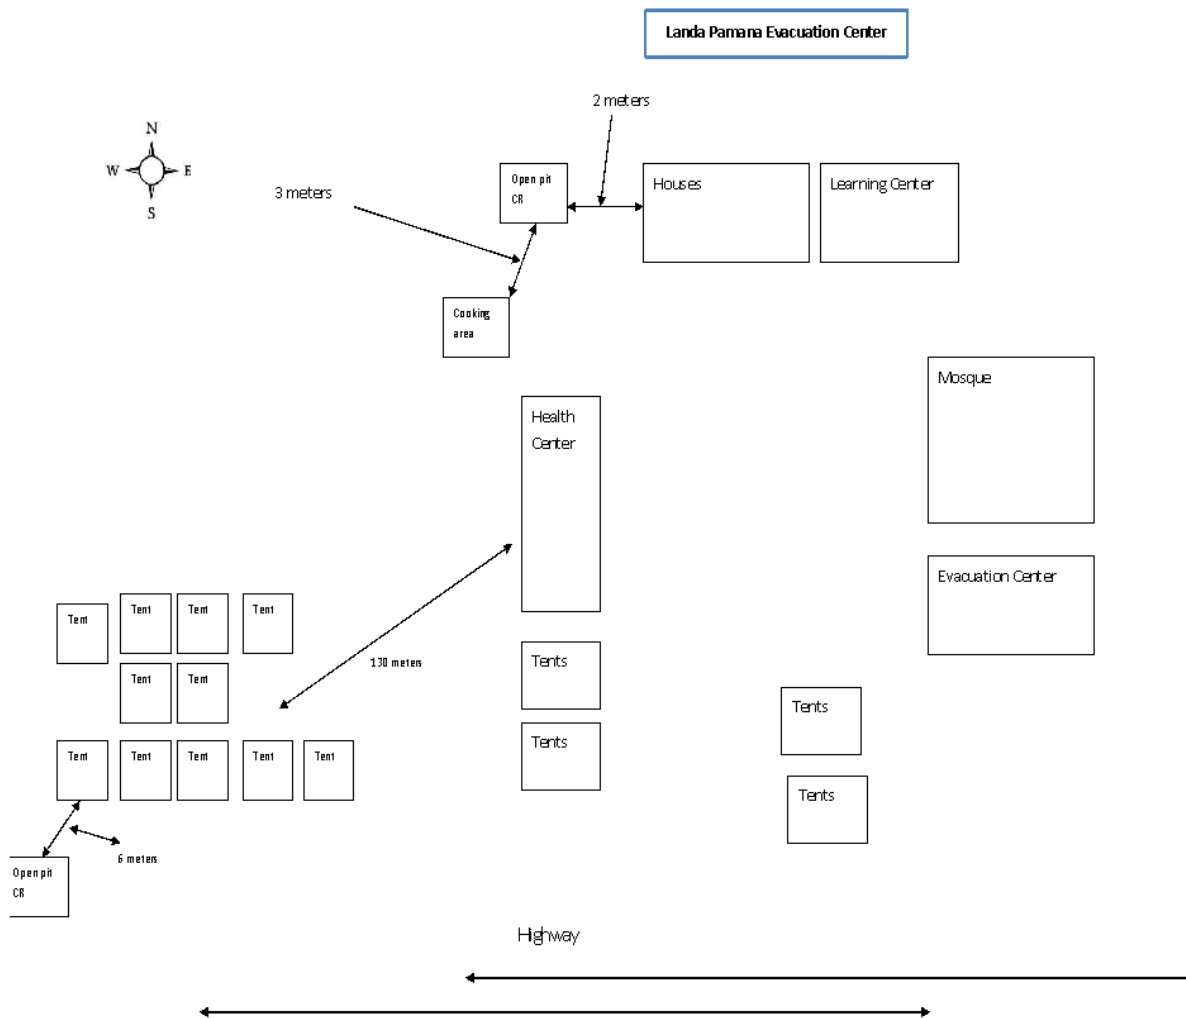 Landa Pamana Evacuation Center
2 meters
N
W
E
S
3 meters
Open pit
CR
Houses
Learning Center
Cooking
area
Mosque
Health
Center
Evacuation Center
Tent
Tent
Tent
Tent
130 meters
Tents
Tent
Tent
Tents
Tents
Tent
Tent
Tent
Tent
Tent
Tents
6 meters
Open pit
CR
Highway